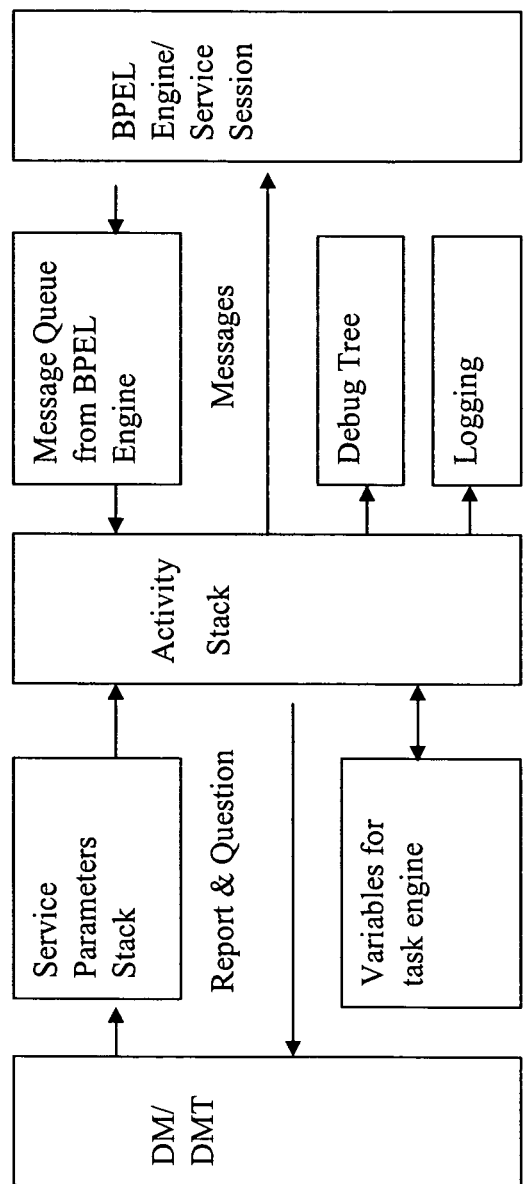 DM/
DMT
Service
Parameters
Stack
Report & Question
Variables for
task engine
Activity
Stack
Message Queue
from BPEL
Engine
Messages
Debug Tree
Logging
BPEL
Engine/
Service
Session